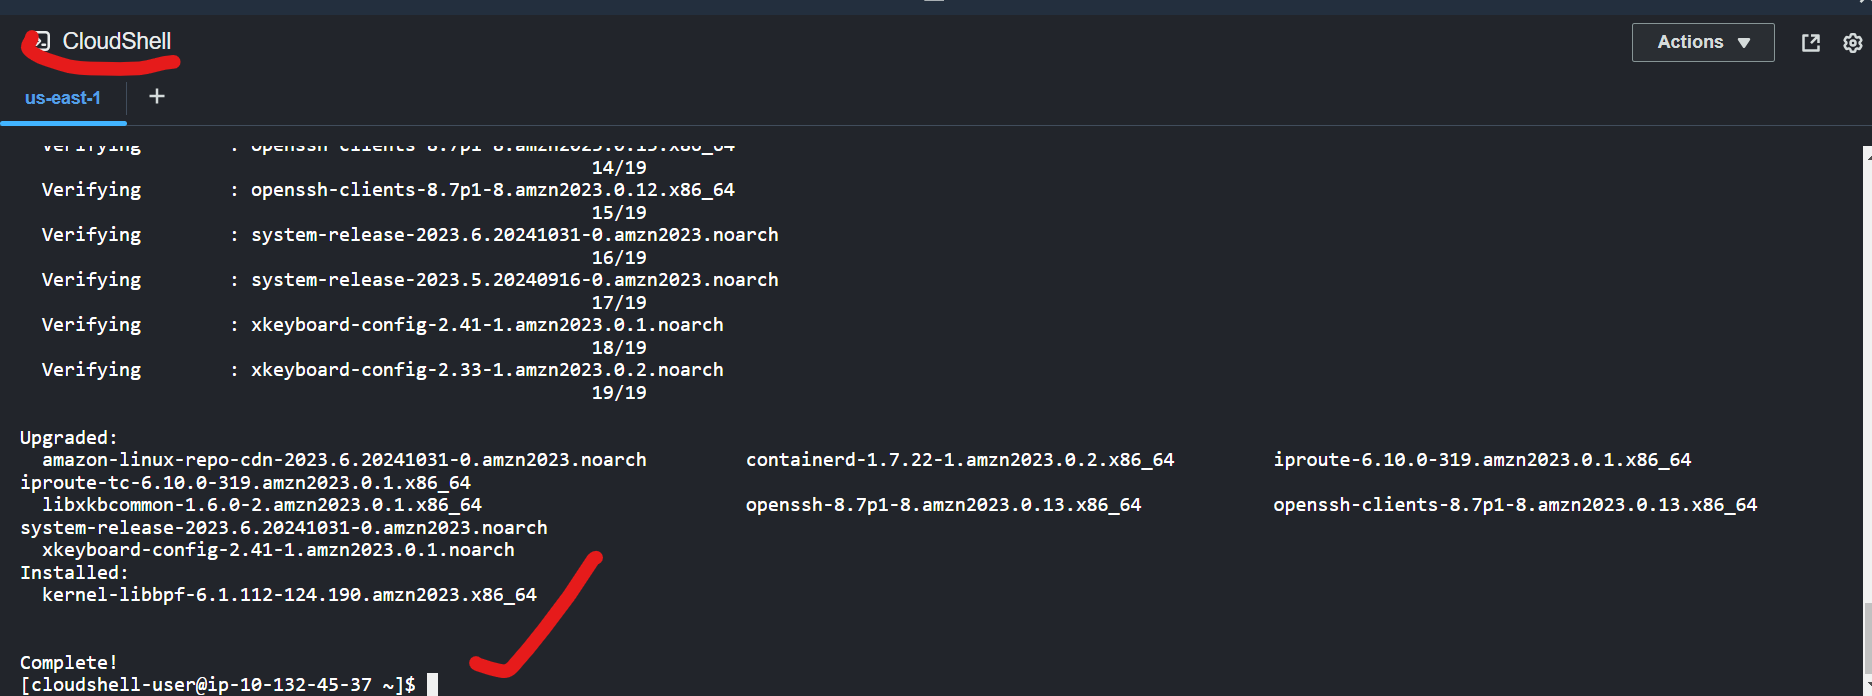 CloudShell
Actions
us-east-1 +
Verifying : openssh-clients-8.7p1-8.amzn2023.0.13.x86_64
14/19
Verifying : openssh-clients-8.7p1-8.amzn2023.0.12.x86_64
15/19
Verifying : system-release-2023.6.20241031-0.amzn2023.noarch
16/19
Verifying : system-release-2023.5.20240916-0.amzn2023.noarch
17/19
Verifying : xkeyboard-config-2.41-1.amzn2023.0.1.noarch
18/19
Verifying : xkeyboard-config-2.33-1.amzn2023.0.2.noarch
19/19
Upgraded:
amazon-linux-repo-cdn-2023.6.20241031-0.amzn2023.noarch containerd-1.7.22-1.amzn2023.0.2.x86_64 iproute-6.10.0-319.amzn2023.0.1.x86_64
iproute-tc-6.10.0-319.amzn2023.0.1.x86_64
libxkbcommon-1.6.0-2.amzn2023.0.1.x86_64 openssh-8.7p1-8.amzn2023.0.13.x86_64 openssh-clients-8.7p1-8.amzn2023.0.13.x86_64
system-release-2023.6.20241031-0.amzn2023.noarch
xkeyboard-config-2.41-1.amzn2023.0.1.noarch
Installed:
kernel-libbpf-6.1.112-124.190.amzn2023.x86_64
Complete!
[cloudshell-user@ip-10-132-45-37 ~]$